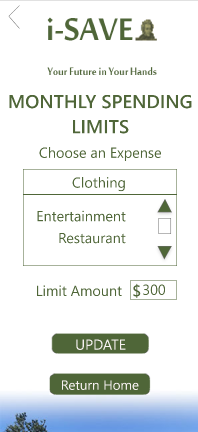 i-SAVE
Your Future in Your Hands
MONTHLY SPENDING
LIMITS
Choose an Expense
Clothing
Entertainment
Restaurant
Limit Amount $300
UPDATE
Return Home